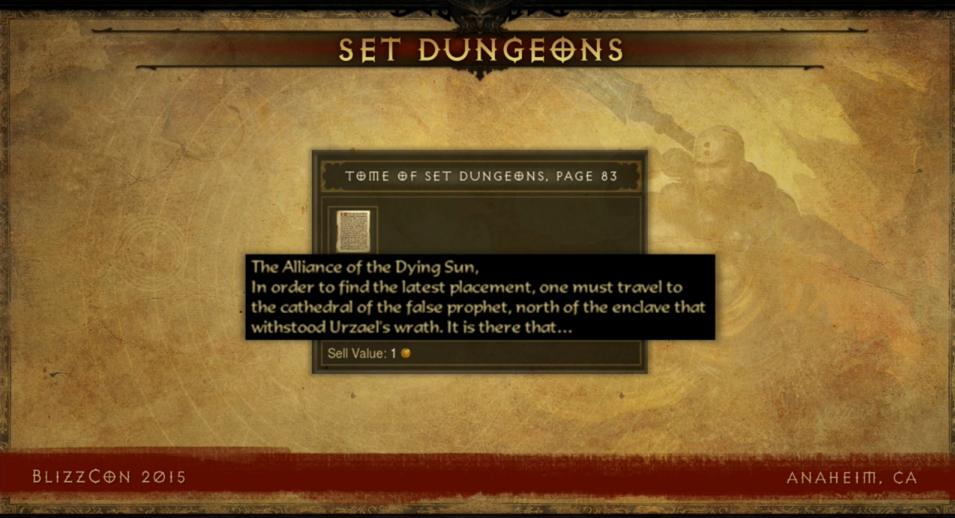 SET DUNGEONS
TOME OF SET DUNGEONS, PAGE 83
The Alliance of the Dying Sun,
In order to find the latest placement, one must travel to
the cathedral of the false prophet, north of the enclave that
withstood Urzael's wrath. It is there that...
Sell Value: 1
BLIZZCON 2015
ANAHEIM, CA